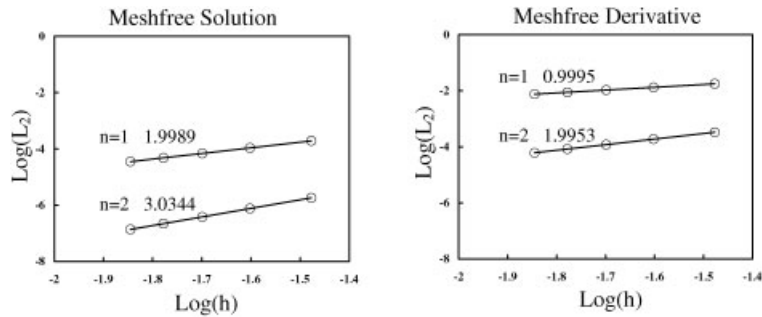 Meshfree Solution
0
-2
-4
-6
-8
Log(L₂)
n=1 1.9989
n=2 3.0344
-2 -1.9 -1.8 -1.7 -1.6 -1.5 -1.4
Log(h)
Meshfree Derivative
0
-2
-4
-6
-8
Log(L₂)
n=1 0.9995
n=2 1.9953
-2 -1.9 -1.8 -1.7 -1.6 -1.5 -1.4
Log(h)